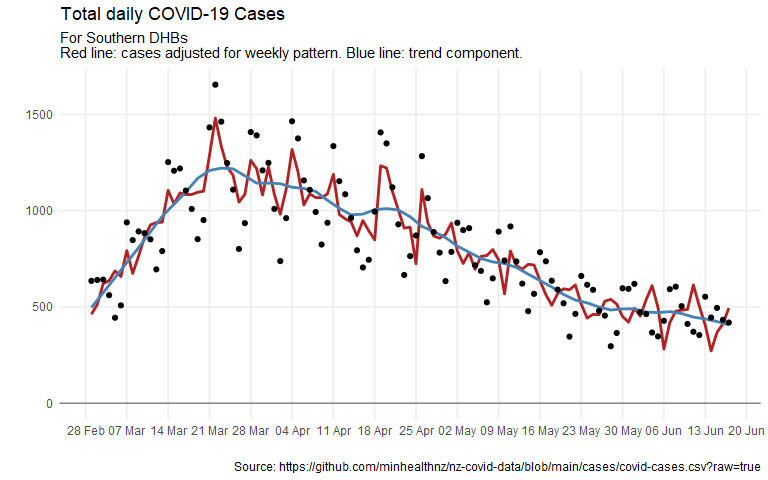 Total daily COVID-19 Cases
For Southern DHBs
Red line: cases adjusted for weekly pattern. Blue line: trend component.
1500
1000
500
0
28 Feb 07 Mar 14 Mar 21 Mar 28 Mar 04 Apr 11 Apr 18 Apr 25 Apr 02 May 09 May 16 May 23 May 30 May 06 Jun 13 Jun 20 Jun
Source: https://github.com/minhealthnz/nz-covid-data/blob/main/cases/covid-cases.csv?raw=true